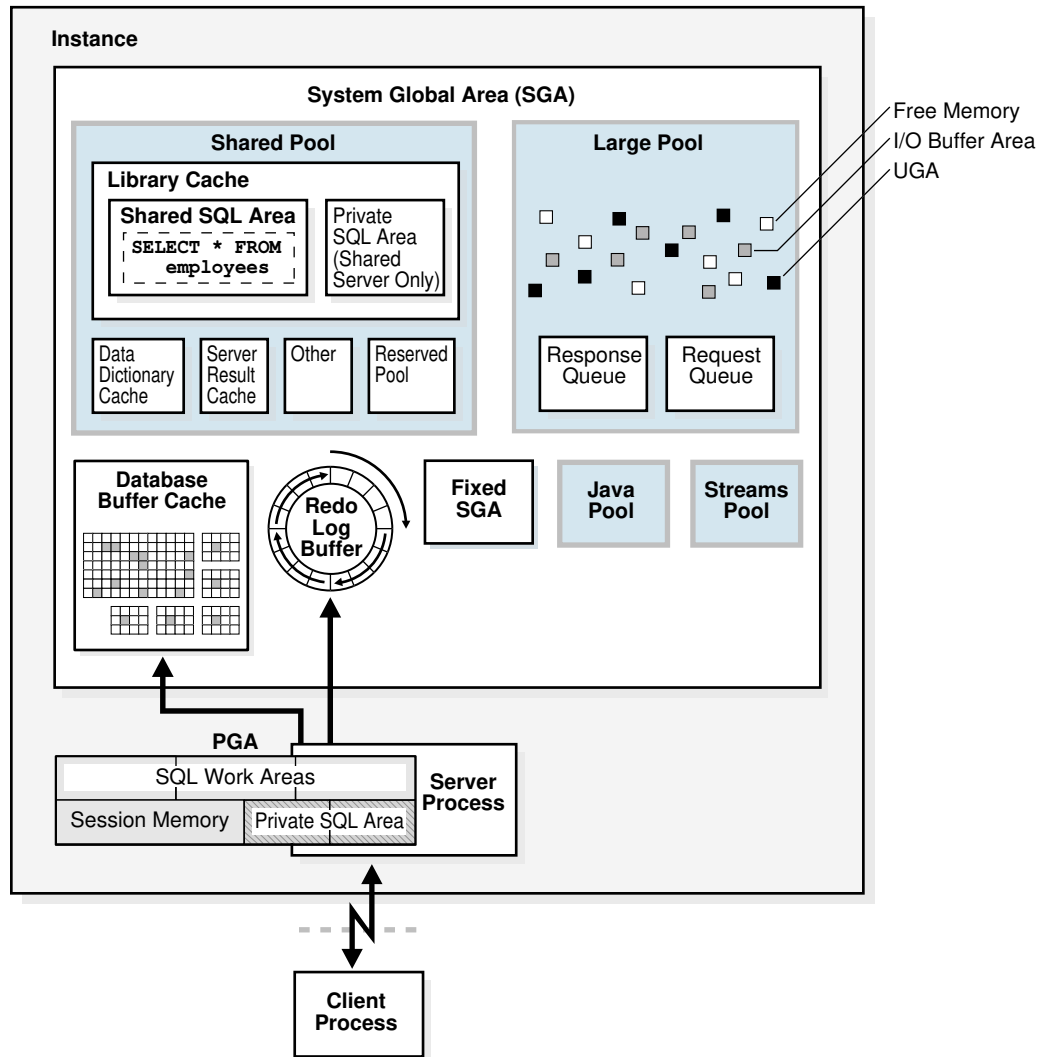 Instance
System Global Area (SGA)
Shared Pool
Library Cache
Shared SQL Area
SELECT * FROM
employees
Private
SQL Area
(Shared
Server Only)
Data
Dictionary
Cache
Server
Result
Cache
Other
Reserved
Pool
Large Pool
Free Memory
I/O Buffer Area
UGA
Response
Queue
Request
Queue
Database
Buffer Cache
Redo
Log
Buffer
Fixed
SGA
Java
Pool
Streams
Pool
PGA
SQL Work Areas
Session Memory
Private SQL Area
Server
Process
Client
Process